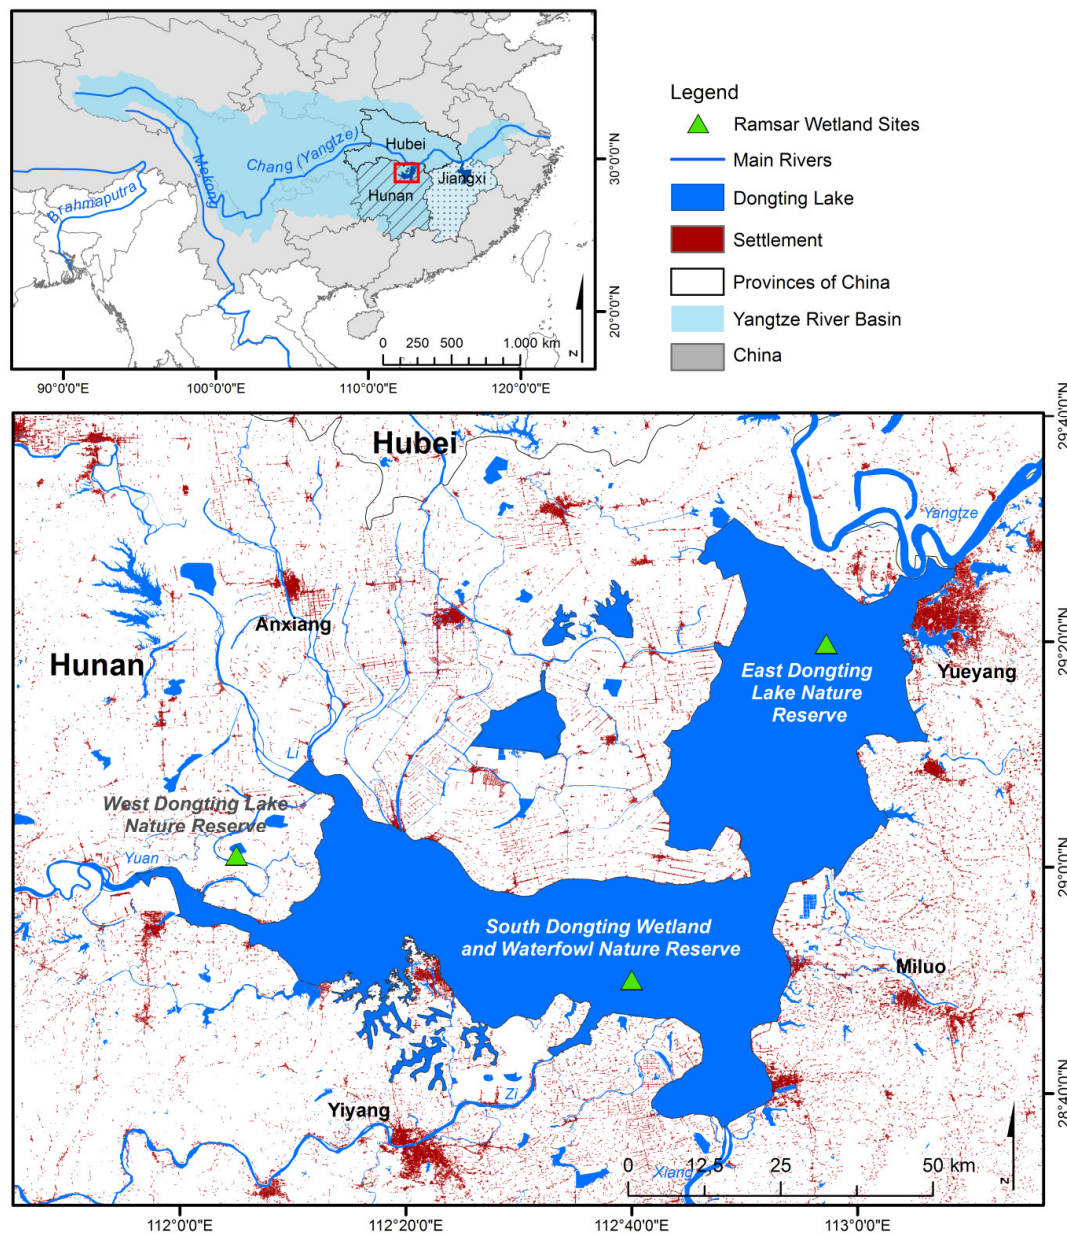 Hubei
Chang (Yangtze)
Mekong
Jiangxi
Hunan
Brahmaputra
30°0'0"N
20°0'0"N
0 250 500 1.000 km
N
90°0'0"E 100°0'0"E 110°0'0"E 120°0'0"E
Legend
Ramsar Wetland Sites
Main Rivers
Dongting Lake
Settlement
Provinces of China
Yangtze River Basin
China
Hubei
Yangtze
Anxiang
Hunan
East Dongting
Lake Nature
Reserve
Yueyang
Li
West Dongting Lake
Nature Reserve
Yuan
South Dongting Wetland
and Waterfowl Nature Reserve
Miluo
Zi
Yiyang
Xiang
0 12,5 25 50 km
N
29°40'0"N
29°20'0"N
29°0'0"N
28°40'0"N
112°0'0"E 112°20'0"E 112°40'0"E 113°0'0"E